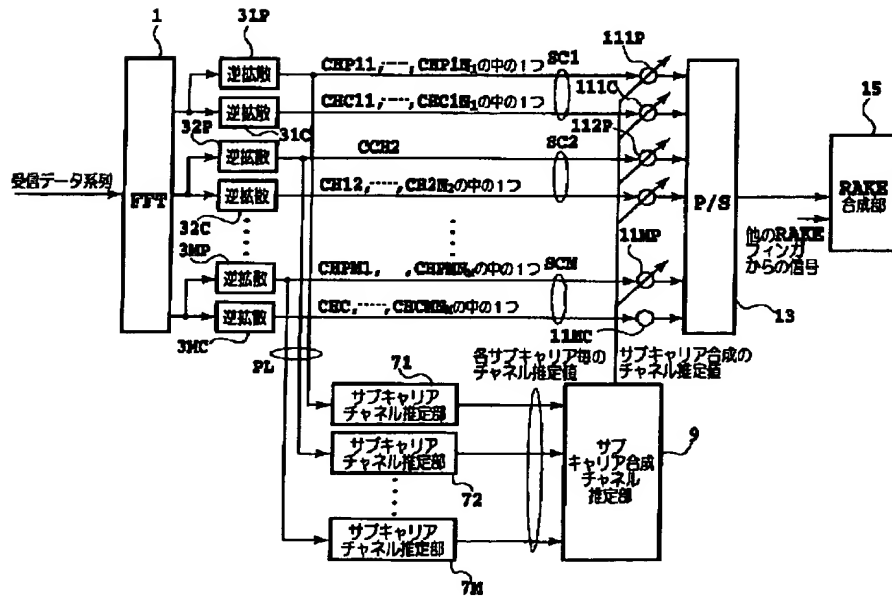 1
31P
逆拡散
CHP11,----,CHP1N₁の中の1つ
SC1
111P
逆拡散
CHC11,-----,CHC1N₁の中の1つ
111C
32P
31C
112P
15
逆拡散
CCH2
SC2
受信データ系列
FFT
逆拡散
CH12,-----,CH2N₂の中の1つ
P/S
RAKE
合成部
32C
3MP
11MP
他のRAKE
フィンガ
からの信号
逆拡散
CHPM1, ,CHPMNMの中の1つ
SCM
逆拡散
CHC,-----,CHCMNMの中の1つ
13
3MC
11MC
PL
各サブキャリア毎の
チャネル推定値
サブキャリア合成の
チャネル推定値
71
サブキャリア
チャネル推定部
9
サブキャリア
チャネル推定部
サブ
キャリア合成
チャネル
推定部
72
サブキャリア
チャネル推定部
7M